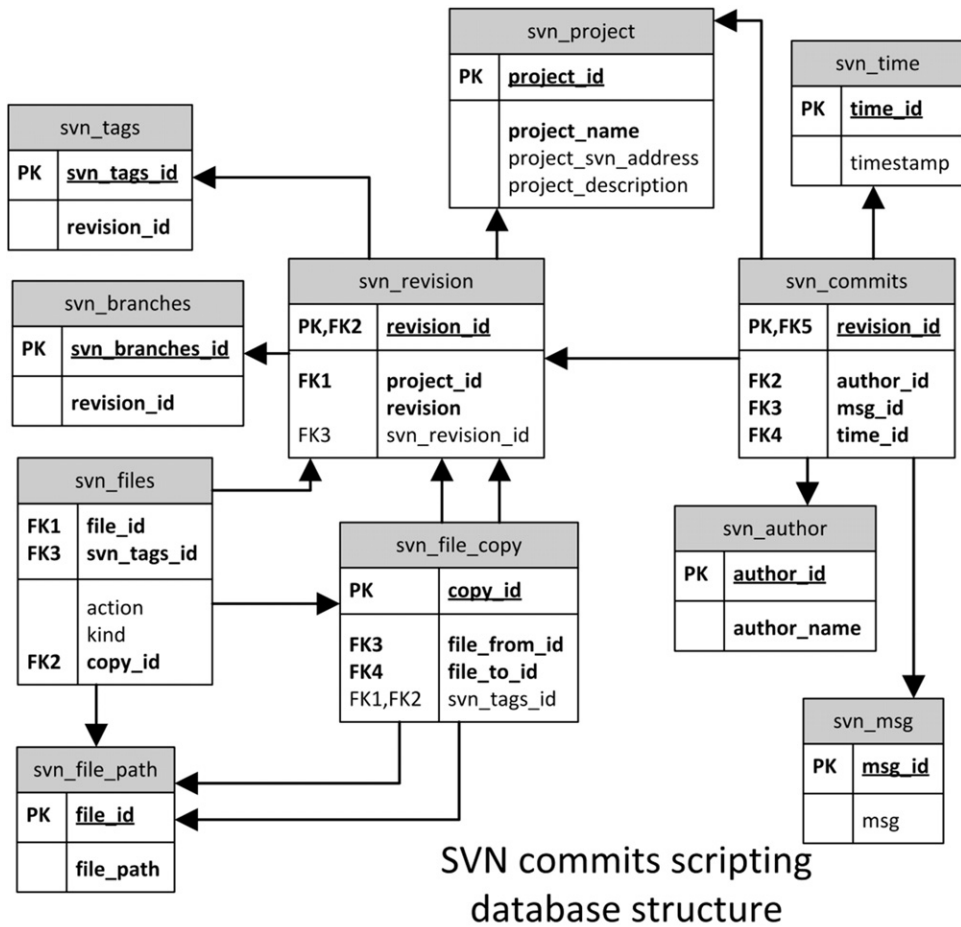 svn_project
PK project_id
project_name
project_svn_address
project_description
svn_time
PK time_id
timestamp
svn_tags
PK svn_tags_id
revision_id
svn_revision
PK,FK2 revision_id
FK1 project_id
revision
FK3 svn_revision_id
svn_commits
PK,FK5 revision_id
FK2 author_id
FK3 msg_id
FK4 time_id
svn_branches
PK svn_branches_id
revision_id
svn_files
FK1 file_id
FK3 svn_tags_id
action
kind
FK2 copy_id
svn_file_copy
PK copy_id
FK3 file_from_id
FK4 file_to_id
FK1,FK2 svn_tags_id
svn_author
PK author_id
author_name
svn_msg
PK msg_id
msg
svn_file_path
PK file_id
file_path
SVN commits scripting
database structure